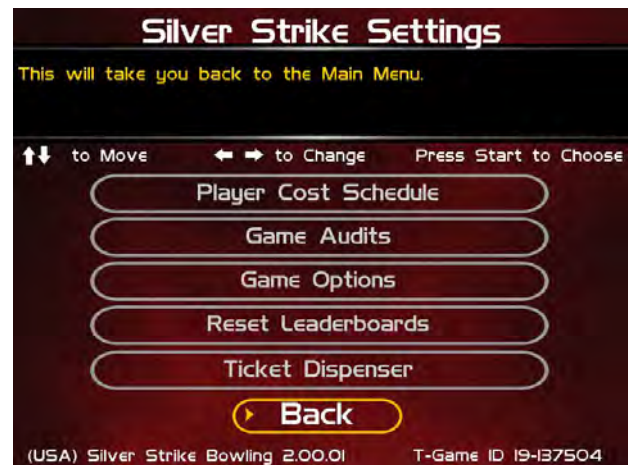 Silver Strike Settings
This will take you back to the Main Menu.
to Move to Change Press Start to Choose
Player Cost Schedule
Game Audits
Game Options
Reset Leaderboards
Ticket Dispenser
Back
(USA) Silver Strike Bowling 2.00.01 T-Game ID 19-137504